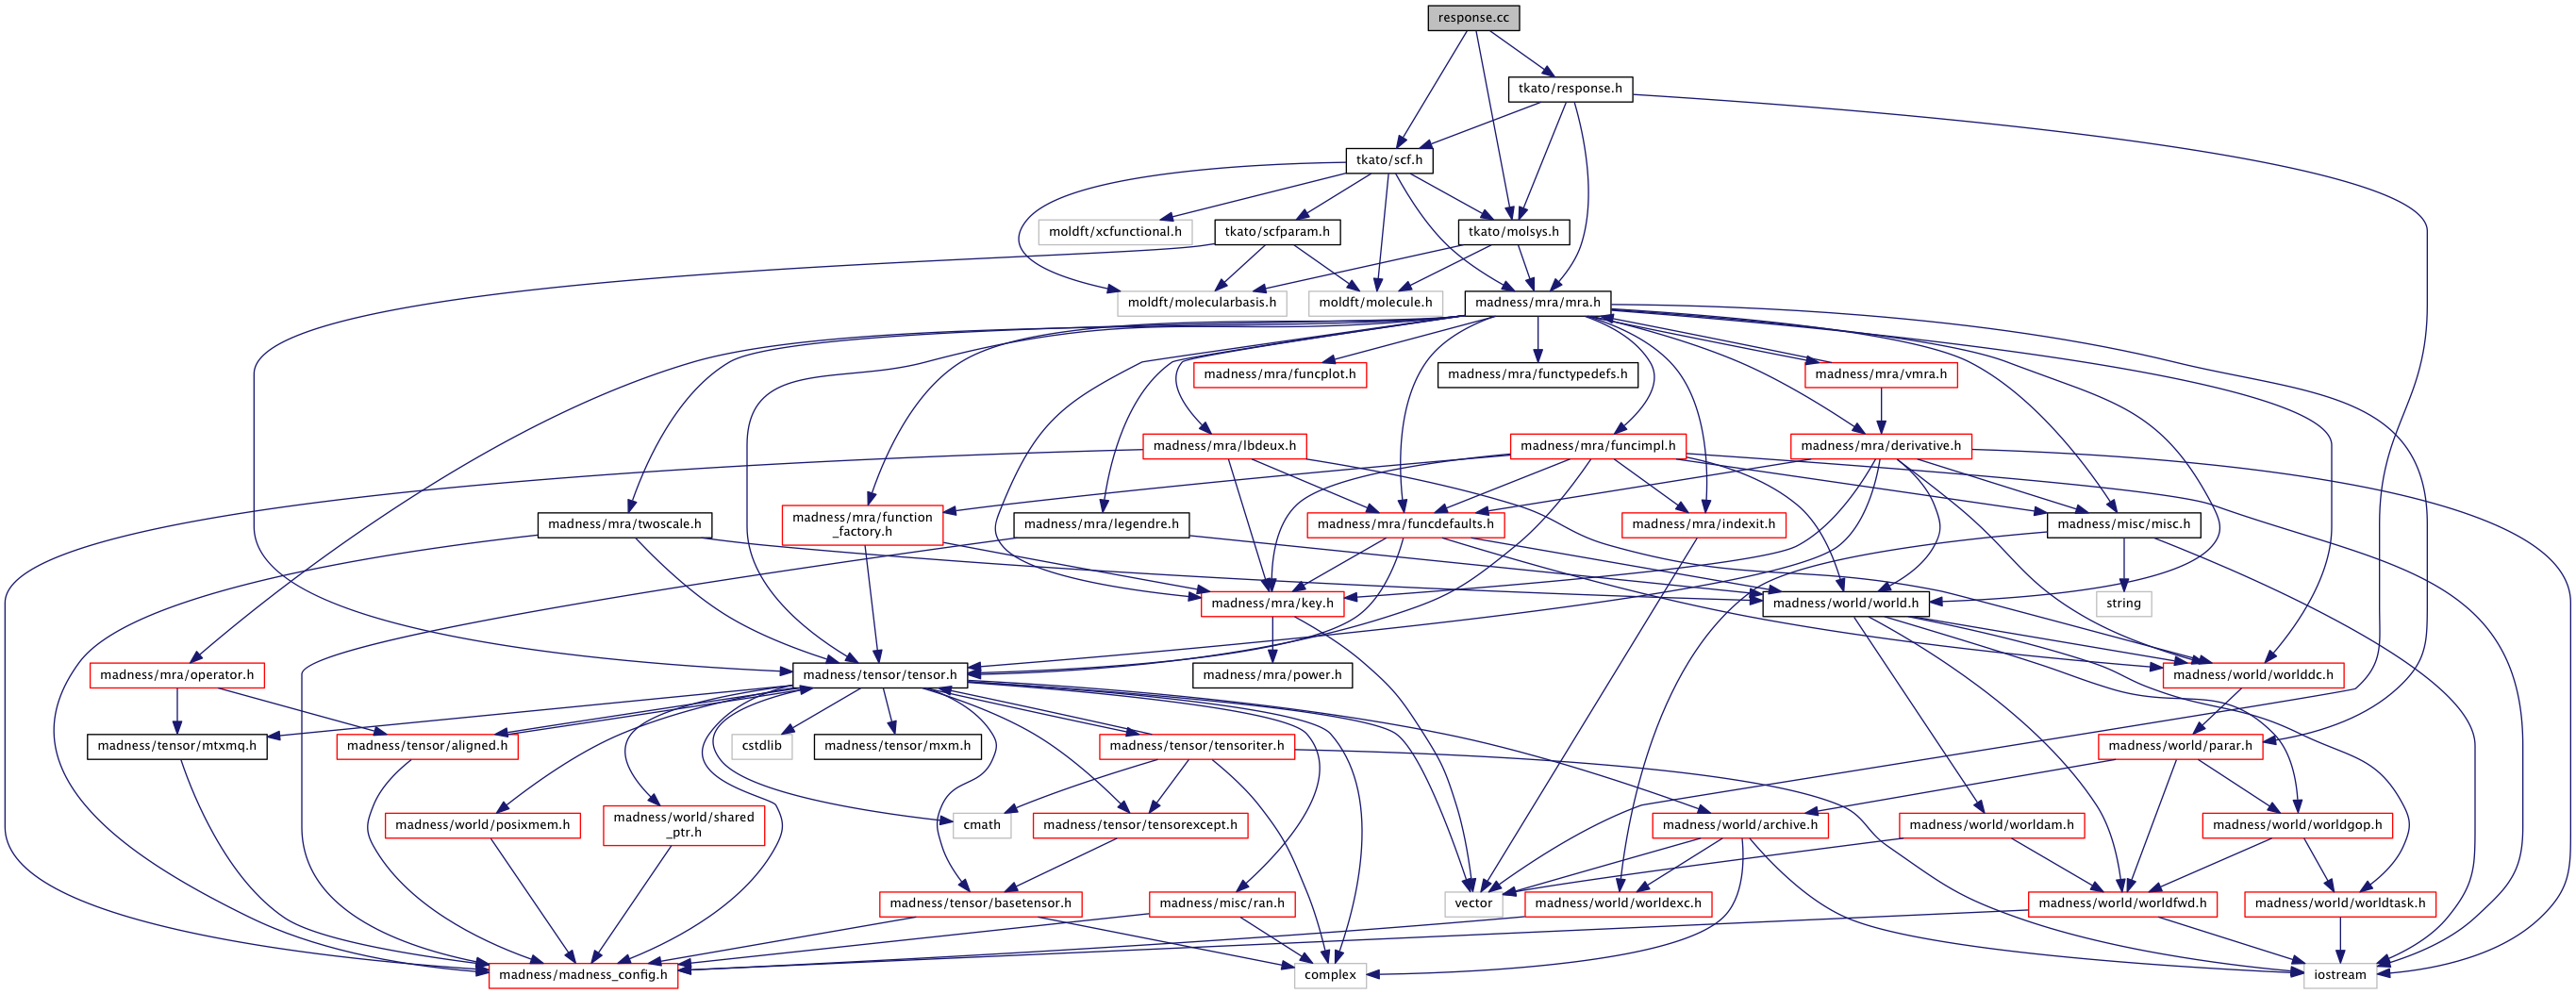 response.cc
tkato/response.h
tkato/scf.h
moldft/xcfunctional.h
tkato/scfparam.h
tkato/molsys.h
moldft/molecularbasis.h
moldft/molecule.h
madness/mra/mra.h
madness/mra/funcplot.h
madness/mra/functypedefs.h
madness/mra/vmra.h
madness/mra/lbdeux.h
madness/mra/funcimpl.h
madness/mra/derivative.h
madness/mra/twoscale.h
madness/mra/function
_factory.h
madness/mra/legendre.h
madness/mra/funcdefaults.h
madness/mra/indexit.h
madness/misc/misc.h
madness/mra/key.h
madness/world/world.h
string
madness/mra/operator.h
madness/tensor/tensor.h
madness/mra/power.h
madness/world/worlddc.h
madness/tensor/mtxmq.h
madness/tensor/aligned.h
cstdlib
madness/tensor/mxm.h
madness/tensor/tensoriter.h
madness/world/parar.h
madness/world/posixmem.h
madness/world/shared
_ptr.h
cmath
madness/tensor/tensorexcept.h
madness/world/archive.h
madness/world/worldam.h
madness/world/worldgop.h
madness/tensor/basetensor.h
madness/misc/ran.h
vector
madness/world/worldexc.h
madness/world/worldfwd.h
madness/world/worldtask.h
madness/madness_config.h
complex
iostream